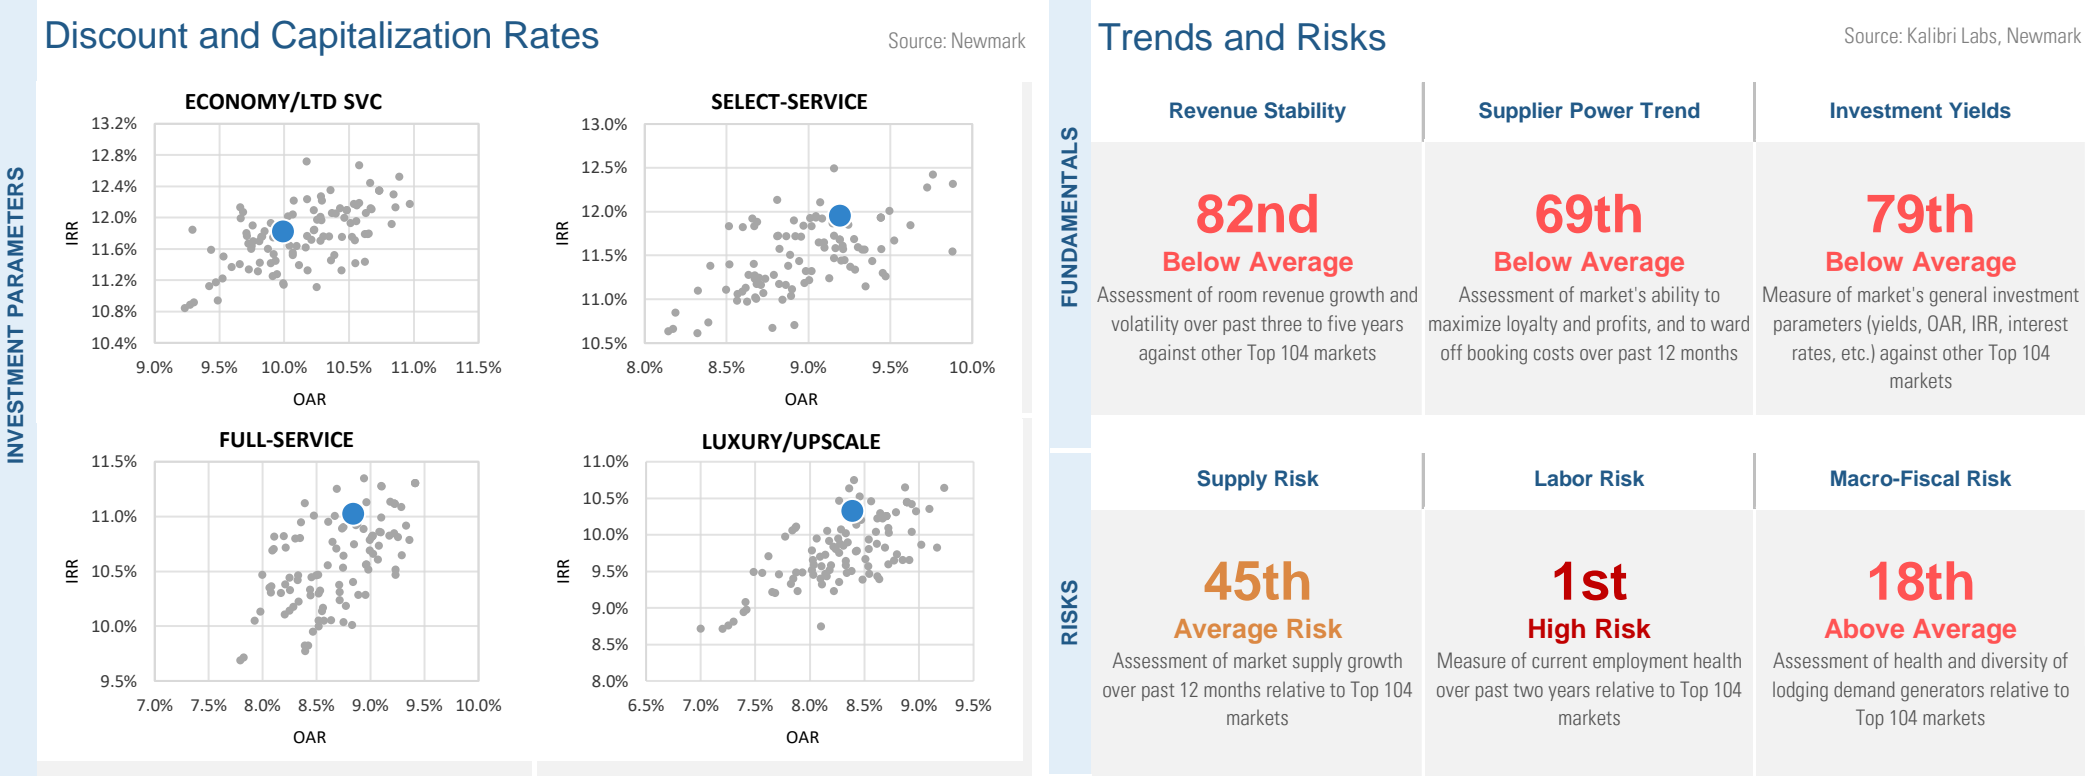 Discount and Capitalization Rates
Source: Newmark
INVESTMENT PARAMETERS
ECONOMY/LTD SVC
13.2%
12.8%
12.4%
12.0%
11.6%
11.2%
10.8%
10.4%
IRR
9.0% 9.5% 10.0% 10.5% 11.0% 11.5%
OAR
SELECT-SERVICE
13.0%
12.5%
12.0%
11.5%
11.0%
10.5%
IRR
8.0% 8.5% 9.0% 9.5% 10.0%
OAR
FULL-SERVICE
11.5%
11.0%
10.5%
10.0%
9.5%
IRR
7.0% 7.5% 8.0% 8.5% 9.0% 9.5% 10.0%
OAR
LUXURY/UPSCALE
11.0%
10.5%
10.0%
9.5%
9.0%
8.5%
8.0%
IRR
6.5% 7.0% 7.5% 8.0% 8.5% 9.0% 9.5%
OAR
Trends and Risks
Source: Kalibri Labs, Newmark
FUNDAMENTALS
Revenue Stability
82nd
Below Average
Assessment of room revenue growth and
volatility over past three to five years
against other Top 104 markets
Supplier Power Trend
69th
Below Average
Assessment of market's ability to
maximize loyalty and profits, and to ward
off booking costs over past 12 months
Investment Yields
79th
Below Average
Measure of market's general investment
parameters (yields, OAR, IRR, interest
rates, etc.) against other Top 104
markets
RISKS
Supply Risk
45th
Average Risk
Assessment of market supply growth
over past 12 months relative to Top 104
markets
Labor Risk
1st
High Risk
Measure of current employment health
over past two years relative to Top 104
markets
Macro-Fiscal Risk
18th
Above Average
Assessment of health and diversity of
lodging demand generators relative to
Top 104 markets